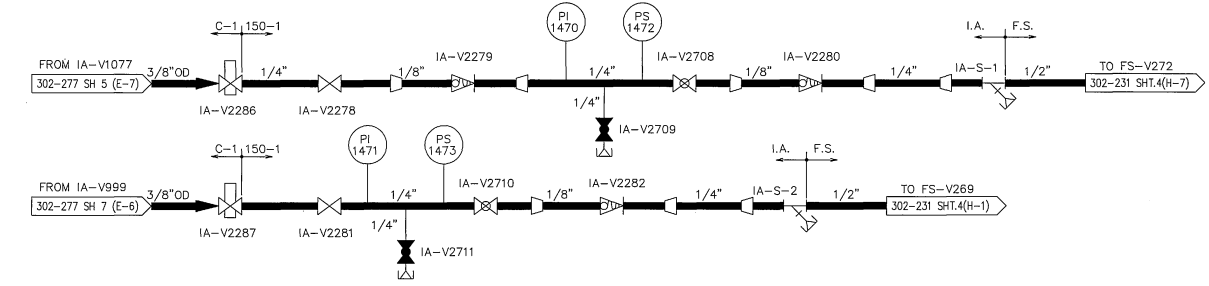 C-1 150-1
PI
1470
PS
1472
I.A. F.S.
FROM IA-V1077
302-277 SH 5 (E-7)
3/8"OD
IA-V2286
1/4"
IA-V2278
1/8"
IA-V2279
1/4"
1/4"
IA-V2709
IA-V2708
1/8"
IA-V2280
1/4"
IA-S-1
1/2"
TO FS-V272
302-231 SHT.4(H-7)
C-1 150-1
PI
1471
PS
1473
I.A. F.S.
FROM IA-V999
302-277 SH 7 (E-6)
3/8"OD
IA-V2287
IA-V2281
1/4"
1/4"
IA-V2711
IA-V2710
1/8"
IA-V2282
1/4"
IA-S-2
1/2"
TO FS-V269
302-231 SHT.4(H-1)